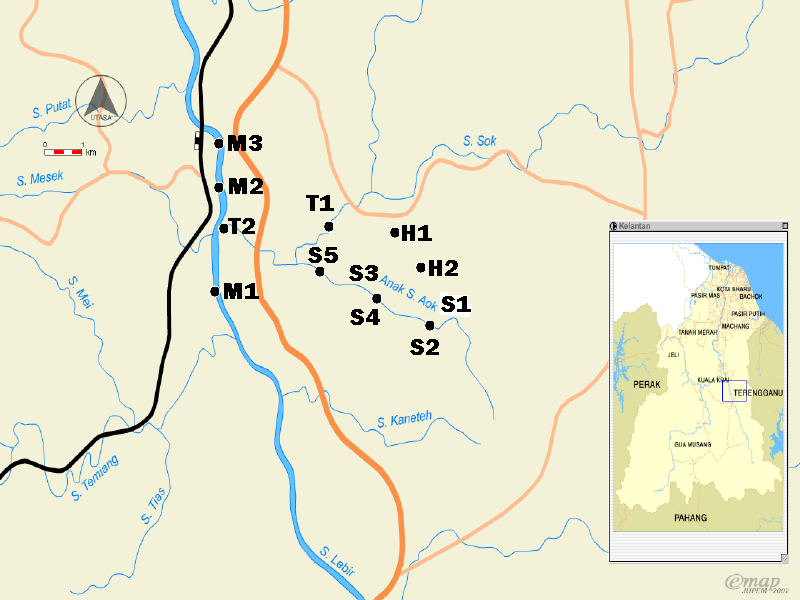 S. Putat
UTARA
0 1 km
S. Mesek
S. Sok
M3
M2
T2
M1
T1
H1
H2
S5
S3
S4
Anak S. Aok
S1
S2
S. Mei
S. Kaneteh
S. Temiang
S. Tias
S. Lebir
Kelantan
TUMPAT
KOTA BHARU
PASIR MAS
BACHOK
PASIR PUTIH
MACHANG
TANAH MERAH
JELI
KUALA KRAI
PERAK
TERENGGANU
GUA MUSANG
PAHANG
emap
JUPEM ©2002